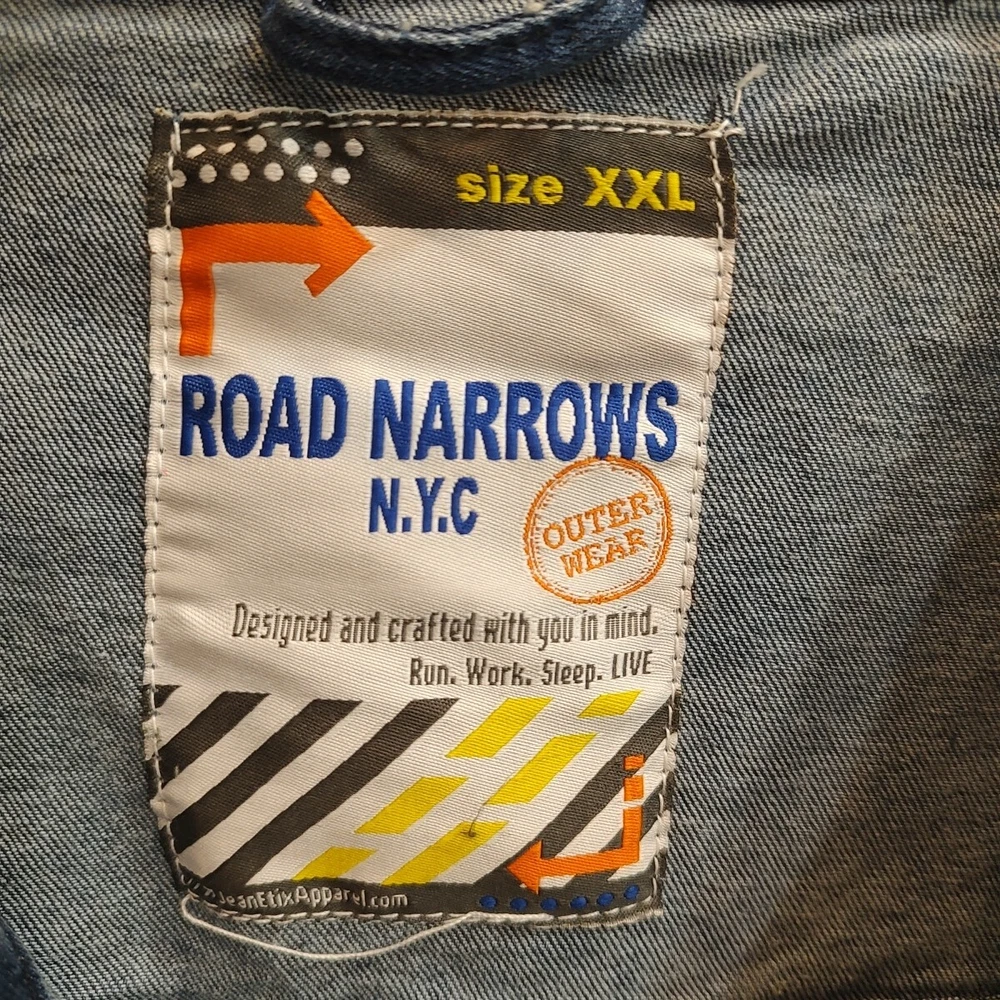 size XXL
ROAD NARROWS
N.Y.C
OUTER
WEAR
Designed and crafted with you in mind.
Run. Work. Sleep. LIVE
JeanEtixApparel.com